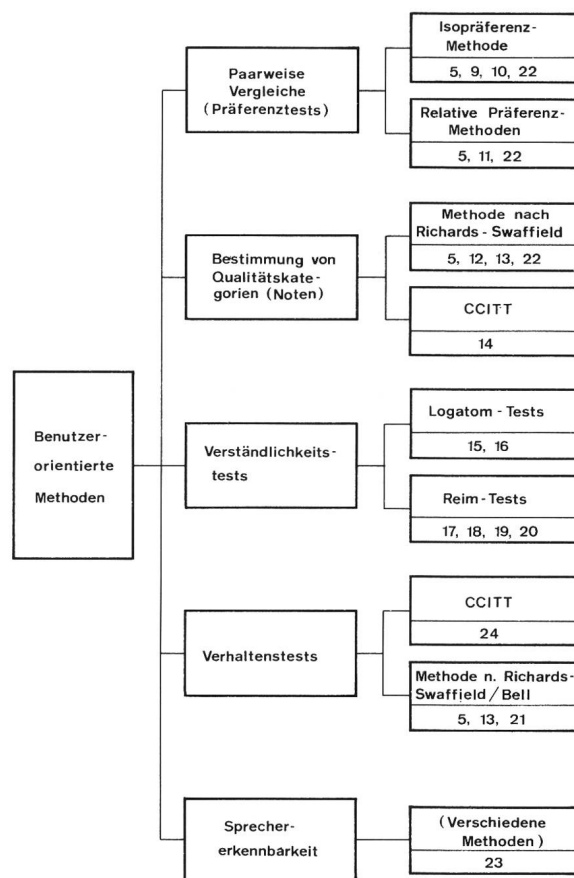 Benutzer-
orientierte
Methoden
Paarweise
Vergleiche
(Präferenztests)
Isopräferenz-
Methode
5, 9, 10, 22
Relative Präferenz-
Methoden
5, 11, 22
Bestimmung von
Qualitätskate-
gorien (Noten)
Methode nach
Richards - Swaffield
5, 12, 13, 22
CCITT
14
Verständlichkeits-
tests
Logatom - Tests
15, 16
Reim - Tests
17, 18, 19, 20
Verhaltenstests
CCITT
24
Methode n. Richards-
Swaffield / Bell
5, 13, 21
Sprecher-
erkennbarkeit
(Verschiedene
Methoden)
23